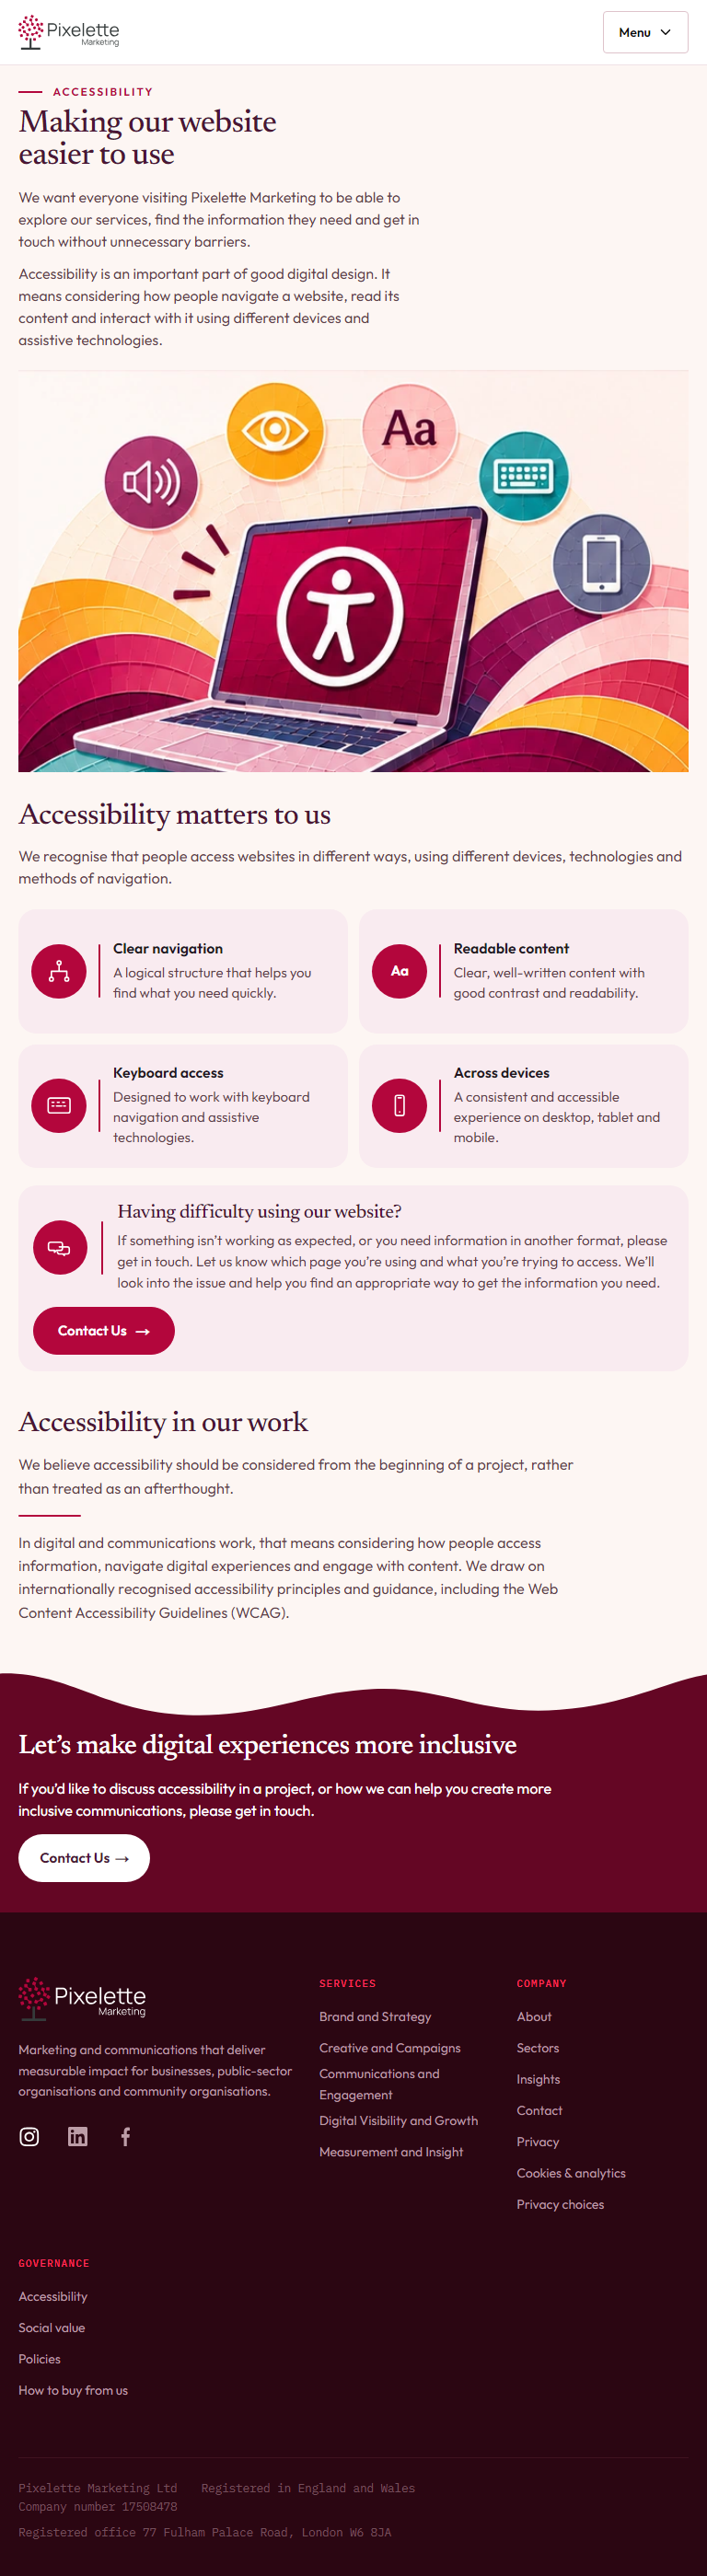 Pixelette
Marketing
Menu
ACCESSIBILITY
Making our website
easier to use
We want everyone visiting Pixelette Marketing to be able to
explore our services, find the information they need and get in
touch without unnecessary barriers.
Accessibility is an important part of good digital design. It
means considering how people navigate a website, read its
content and interact with it using different devices and
assistive technologies.
Aa
Accessibility matters to us
We recognise that people access websites in different ways, using different devices, technologies and
methods of navigation.
Clear navigation
A logical structure that helps you
find what you need quickly.
Aa
Readable content
Clear, well-written content with
good contrast and readability.
Keyboard access
Designed to work with keyboard
navigation and assistive
technologies.
Across devices
A consistent and accessible
experience on desktop, tablet and
mobile.
Having difficulty using our website?
If something isn’t working as expected, or you need information in another format, please
get in touch. Let us know which page you’re using and what you’re trying to access. We’ll
look into the issue and help you find an appropriate way to get the information you need.
Contact Us →
Accessibility in our work
We believe accessibility should be considered from the beginning of a project, rather
than treated as an afterthought.
In digital and communications work, that means considering how people access
information, navigate digital experiences and engage with content. We draw on
internationally recognised accessibility principles and guidance, including the Web
Content Accessibility Guidelines (WCAG).
Let’s make digital experiences more inclusive
If you’d like to discuss accessibility in a project, or how we can help you create more
inclusive communications, please get in touch.
Contact Us →
Pixelette
Marketing
Marketing and communications that deliver
measurable impact for businesses, public-sector
organisations and community organisations.
SERVICES
Brand and Strategy
Creative and Campaigns
Communications and
Engagement
Digital Visibility and Growth
Measurement and Insight
COMPANY
About
Sectors
Insights
Contact
Privacy
Cookies & analytics
Privacy choices
GOVERNANCE
Accessibility
Social value
Policies
How to buy from us
Pixelette Marketing Ltd Registered in England and Wales
Company number 17508478
Registered office 77 Fulham Palace Road, London W6 8JA